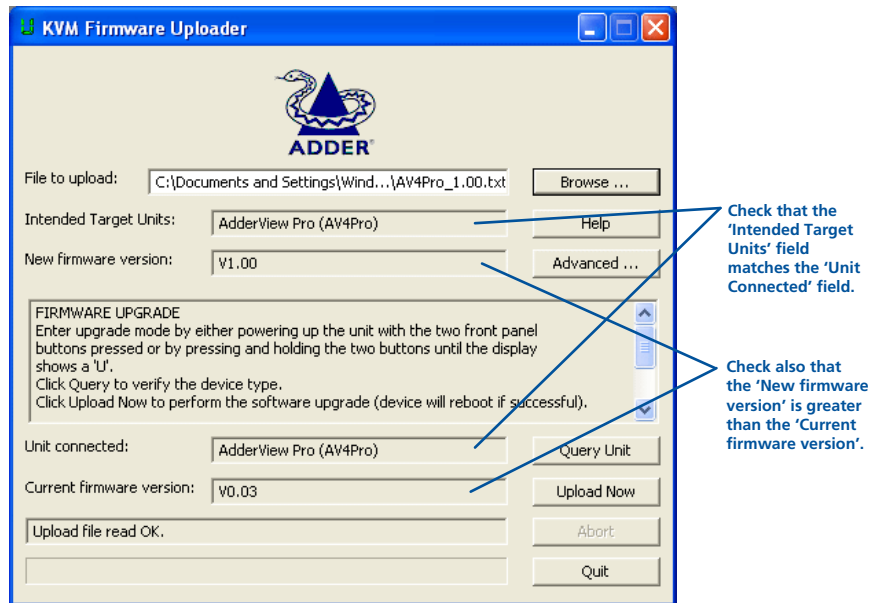 KVM Firmware Uploader
ADDER®
File to upload:
C:\Documents and Settings\Wind...\AV4Pro_1.00.txt
Browse ...
Intended Target Units:
AdderView Pro (AV4Pro)
Help
New firmware version:
V1.00
Advanced ...
FIRMWARE UPGRADE
Enter upgrade mode by either powering up the unit with the two front panel
buttons pressed or by pressing and holding the two buttons until the display
shows a 'U'.
Click Query to verify the device type.
Click Upload Now to perform the software upgrade (device will reboot if successful).
Unit connected:
AdderView Pro (AV4Pro)
Query Unit
Current firmware version:
V0.03
Upload Now
Upload file read OK.
Abort
Quit
Check that the
‘Intended Target
Units’ field
matches the ‘Unit
Connected’ field.
Check also that
the ‘New firmware
version’ is greater
than the ‘Current
firmware version’.